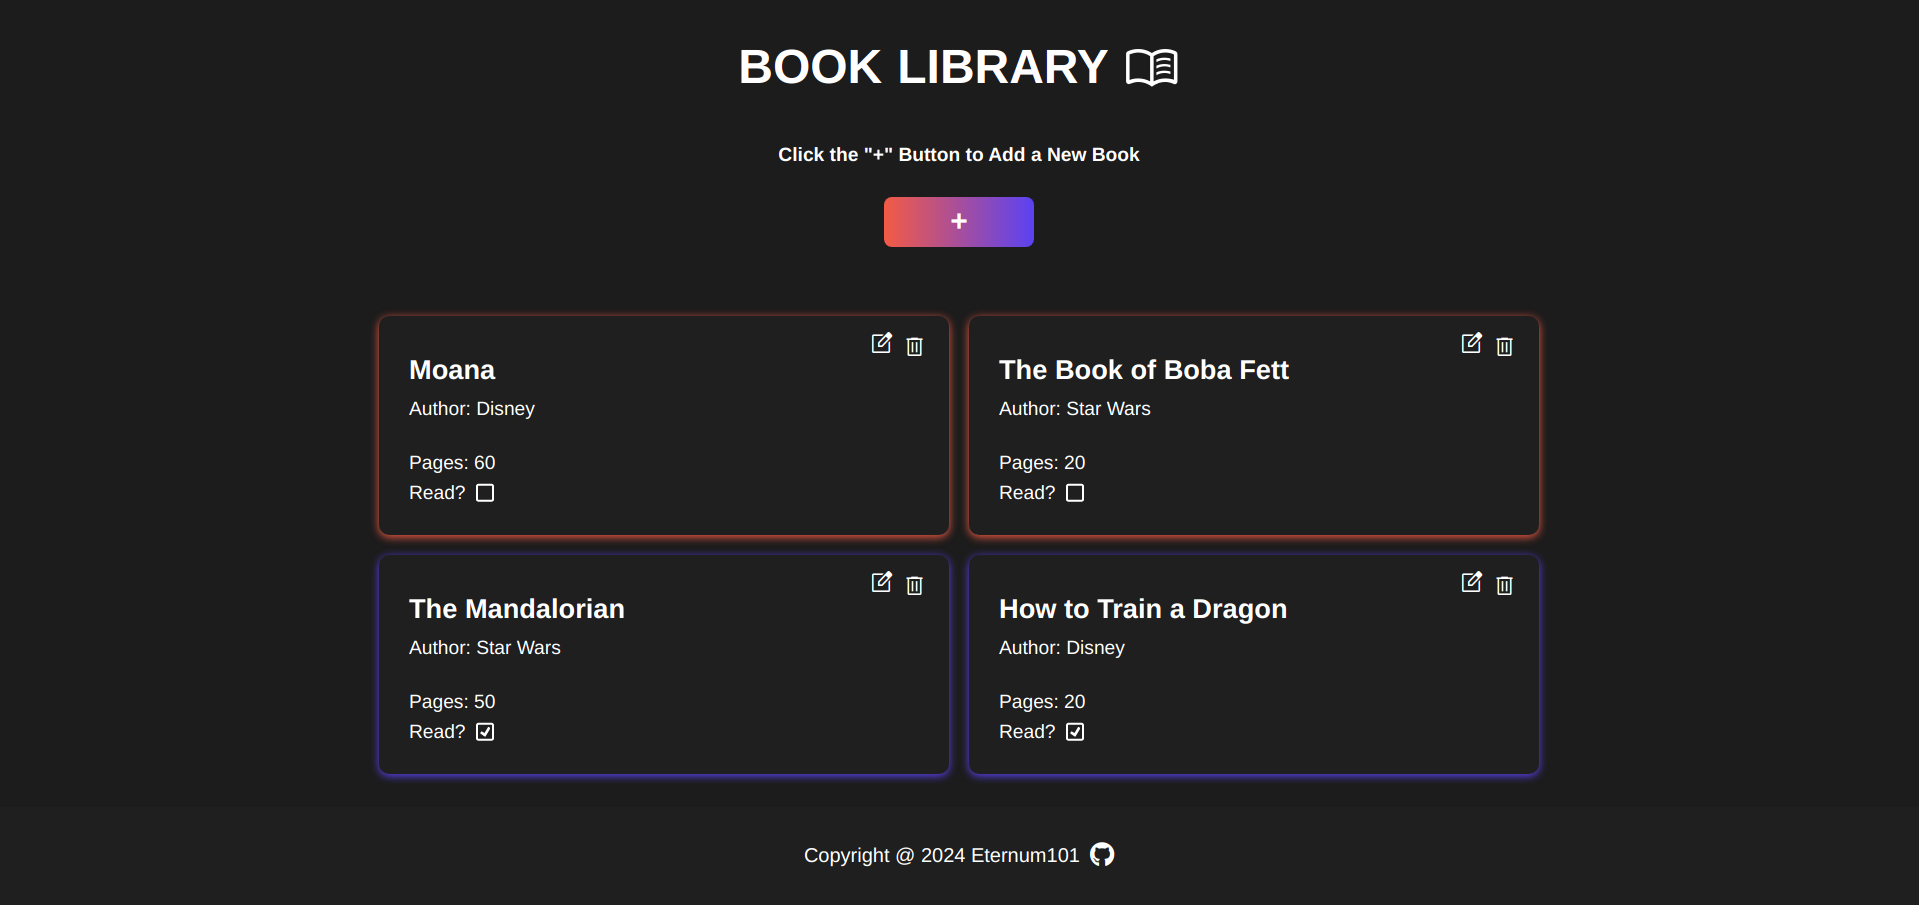 BOOK LIBRARY
Click the "+" Button to Add a New Book
+
Moana
Author: Disney
Pages: 60
Read?
The Book of Boba Fett
Author: Star Wars
Pages: 20
Read?
The Mandalorian
Author: Star Wars
Pages: 50
Read?
How to Train a Dragon
Author: Disney
Pages: 20
Read?
Copyright @ 2024 Eternum101